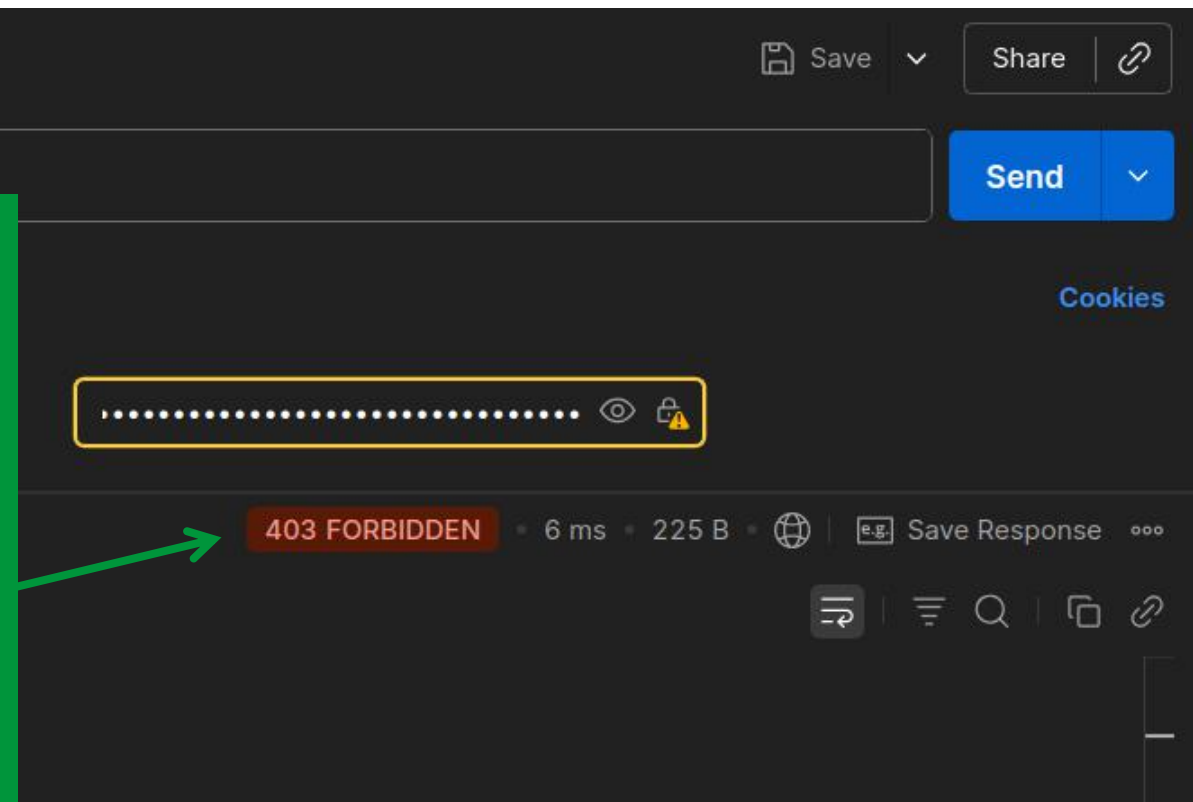 Save
Share
Send
Cookies
403 FORBIDDEN • 6 ms • 225 B • e.g. Save Response